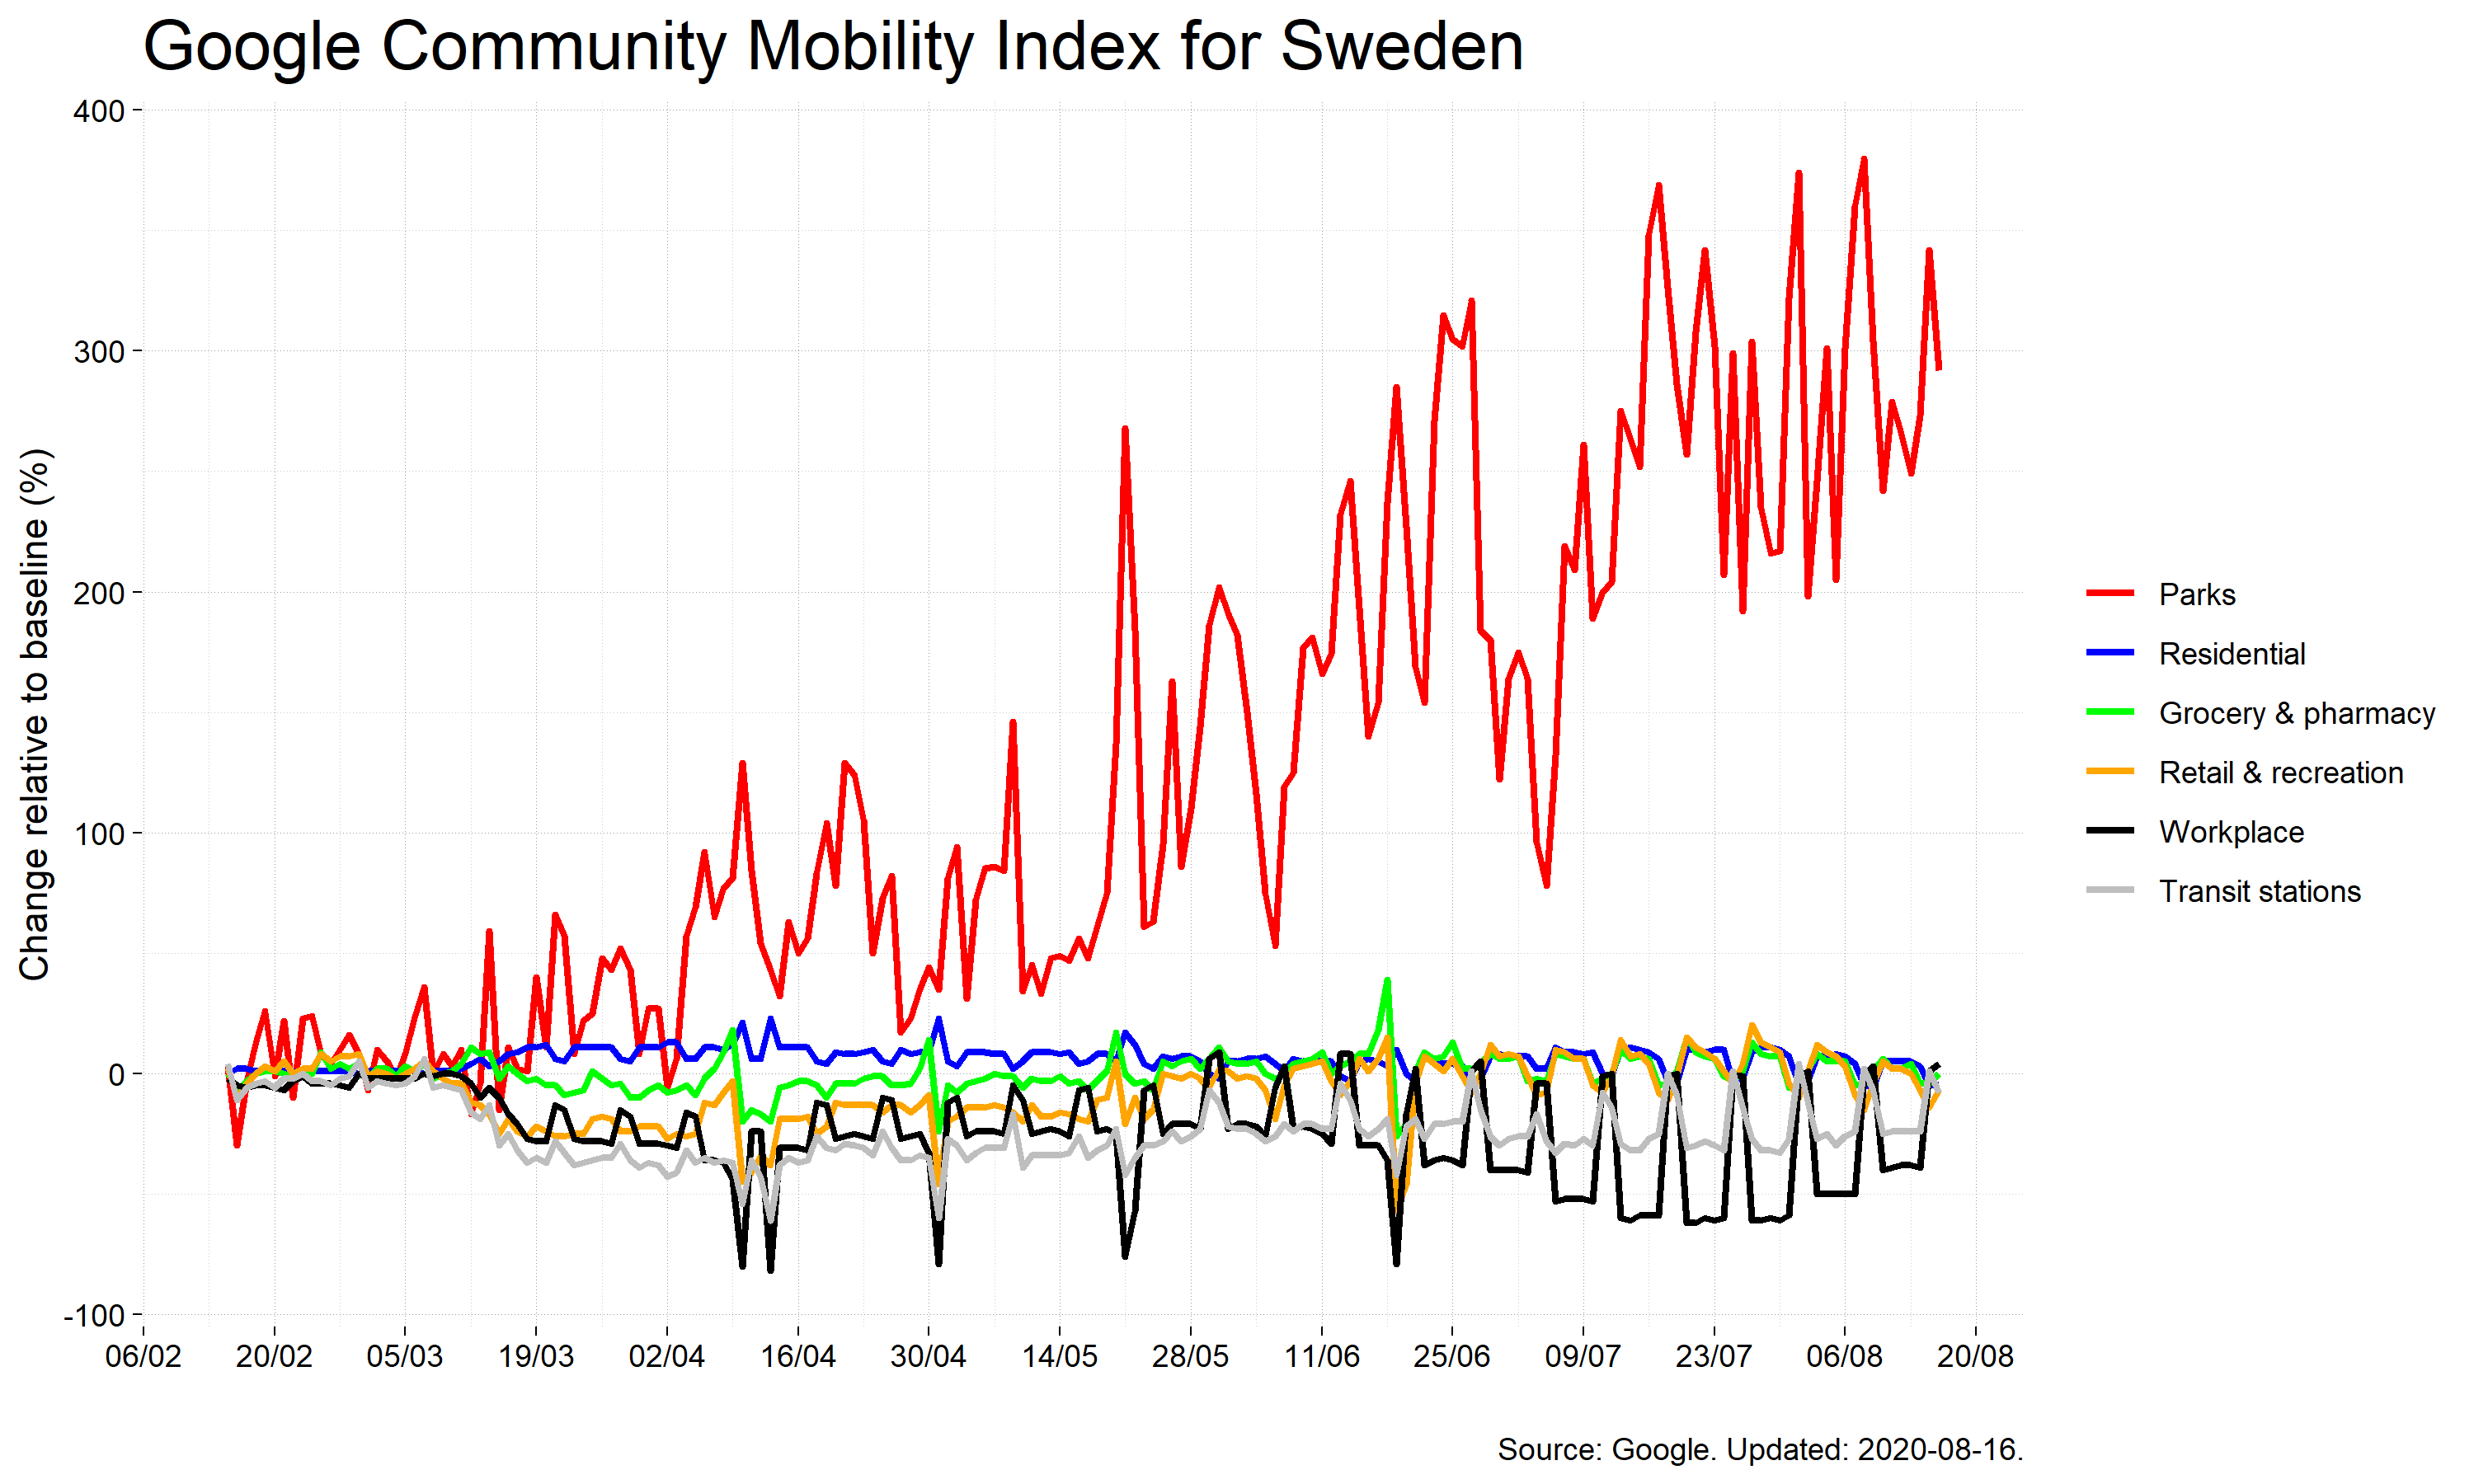 Google Community Mobility Index for Sweden
Change relative to baseline (%)
400
300
200
100
0
-100
06/02 20/02 05/03 19/03 02/04 16/04 30/04 14/05 28/05 11/06 25/06 09/07 23/07 06/08 20/08
Parks
Residential
Grocery & pharmacy
Retail & recreation
Workplace
Transit stations
Source: Google. Updated: 2020-08-16.